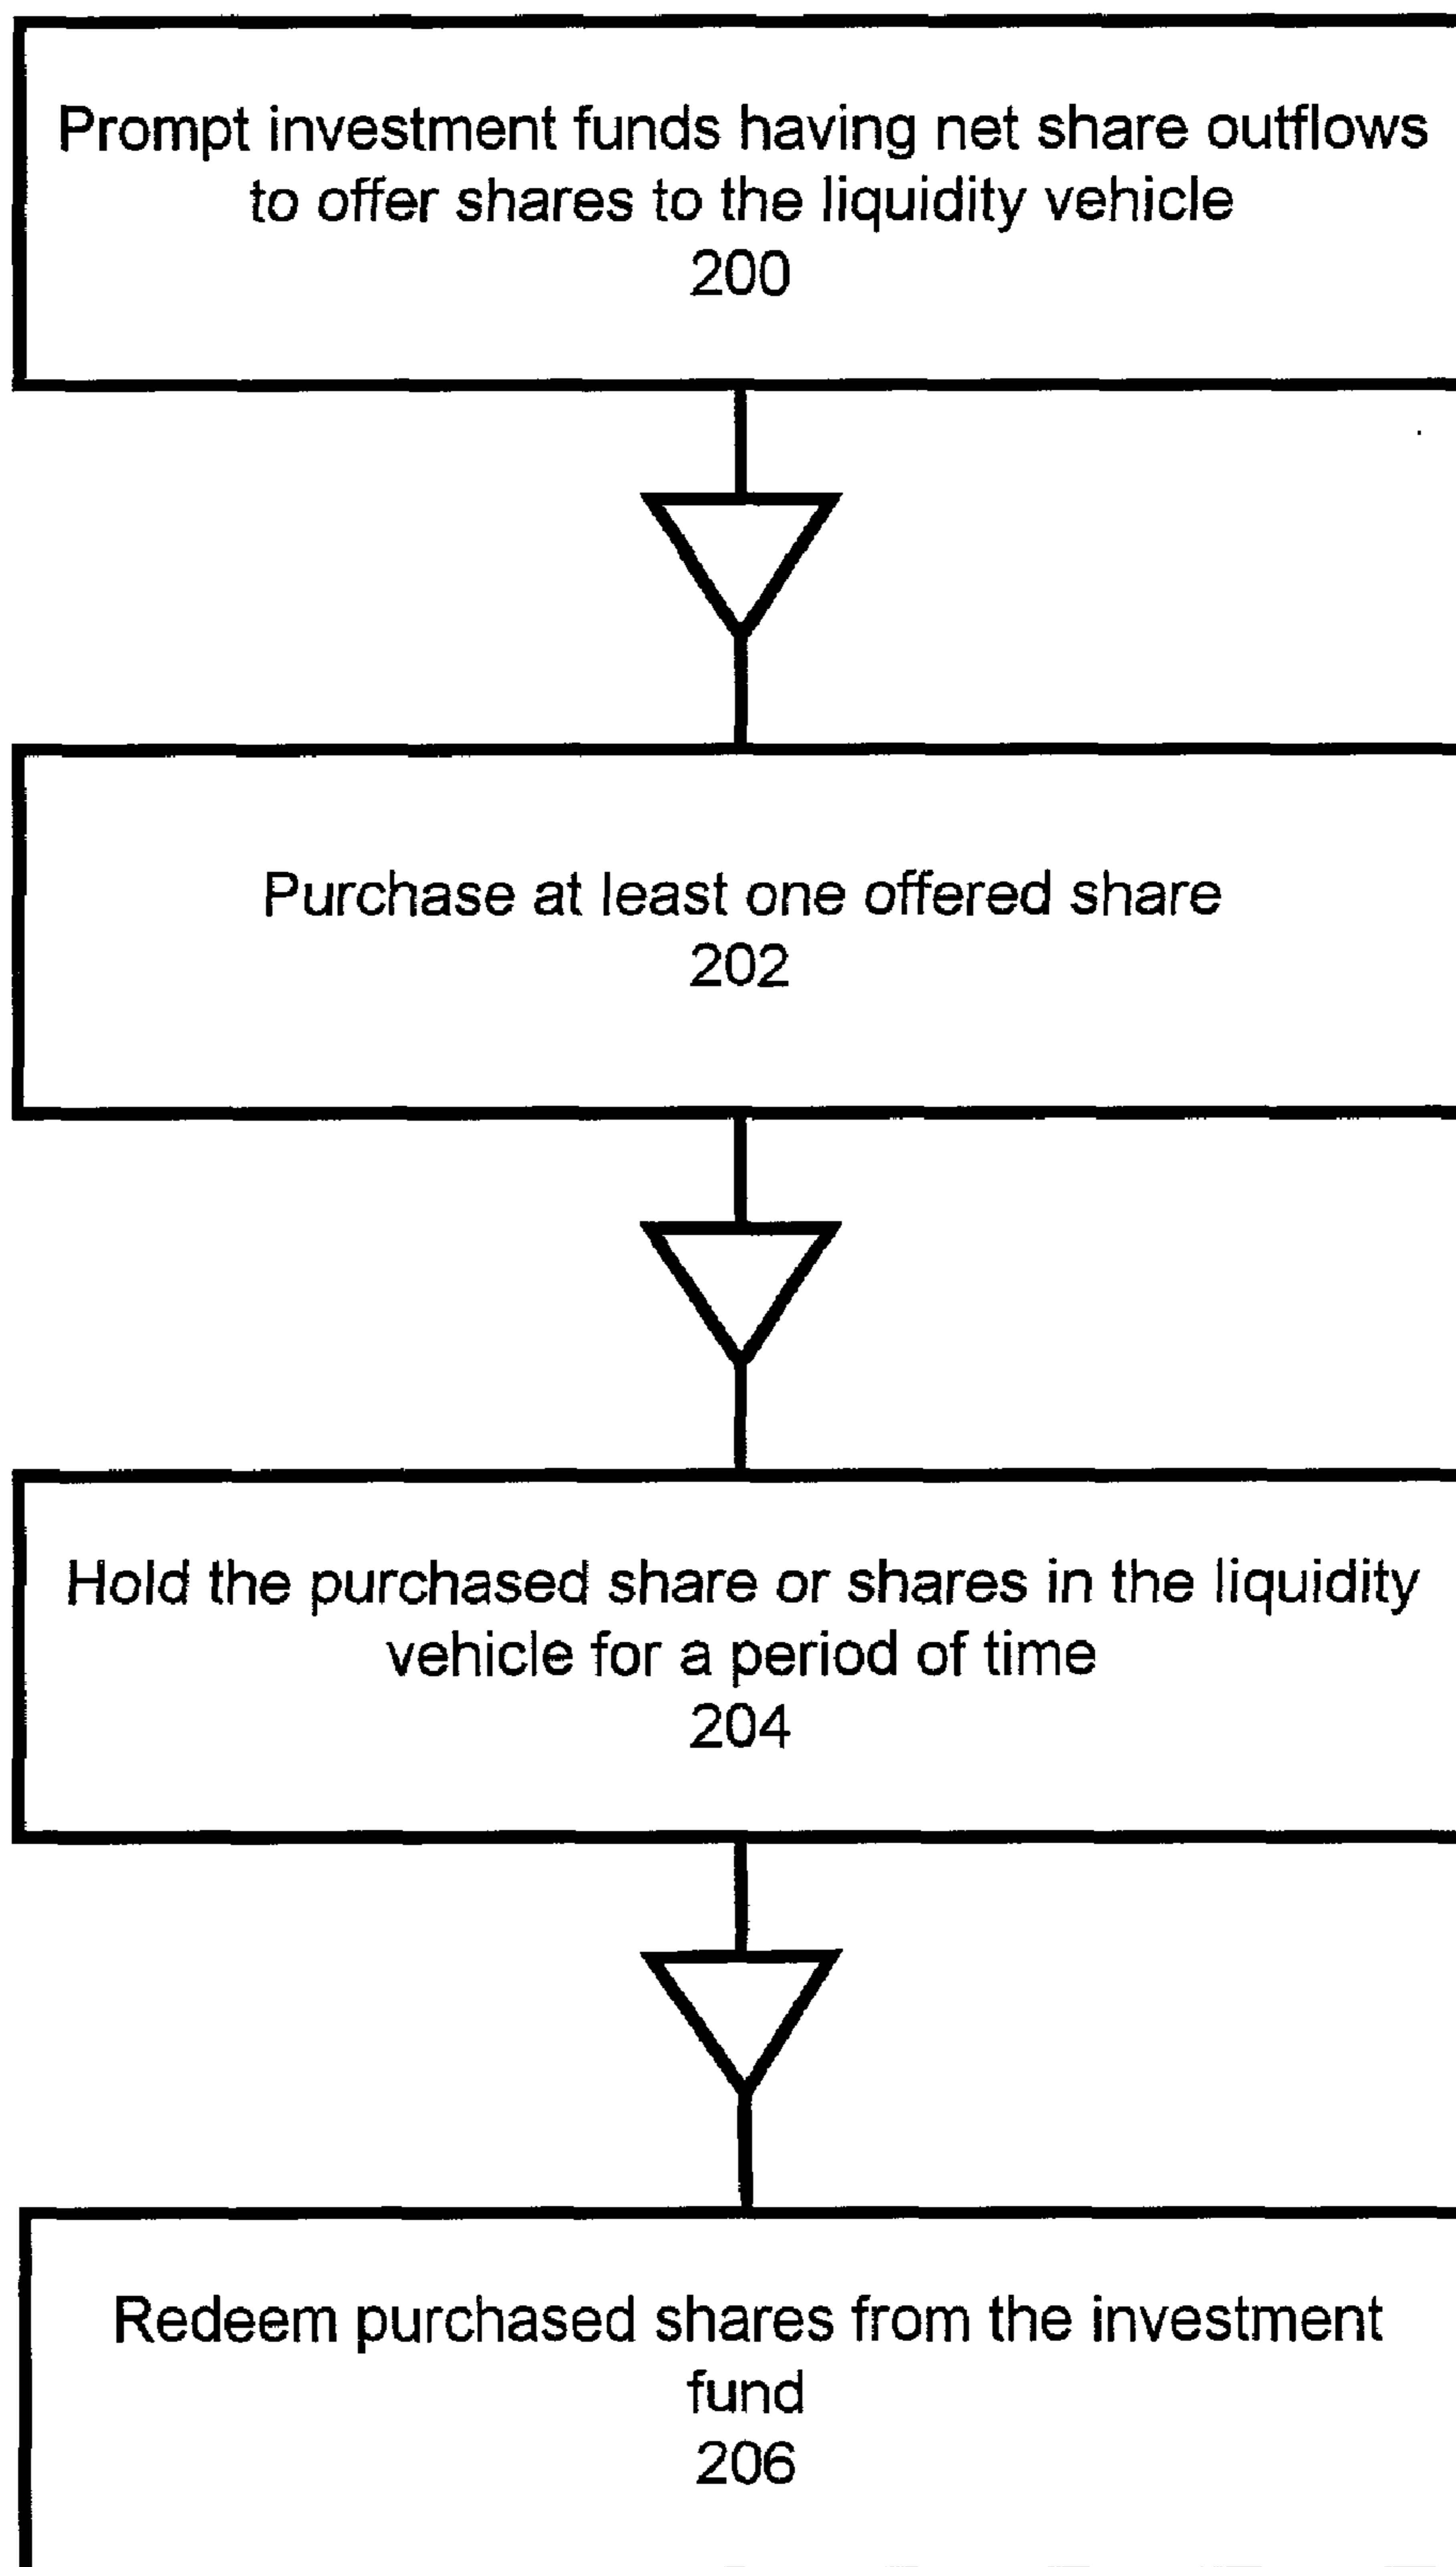 Prompt investment funds having net share outflows
to offer shares to the liquidity vehicle
200
Purchase at least one offered share
202
Hold the purchased share or shares in the liquidity
vehicle for a period of time
204
Redeem purchased shares from the investment
fund
206